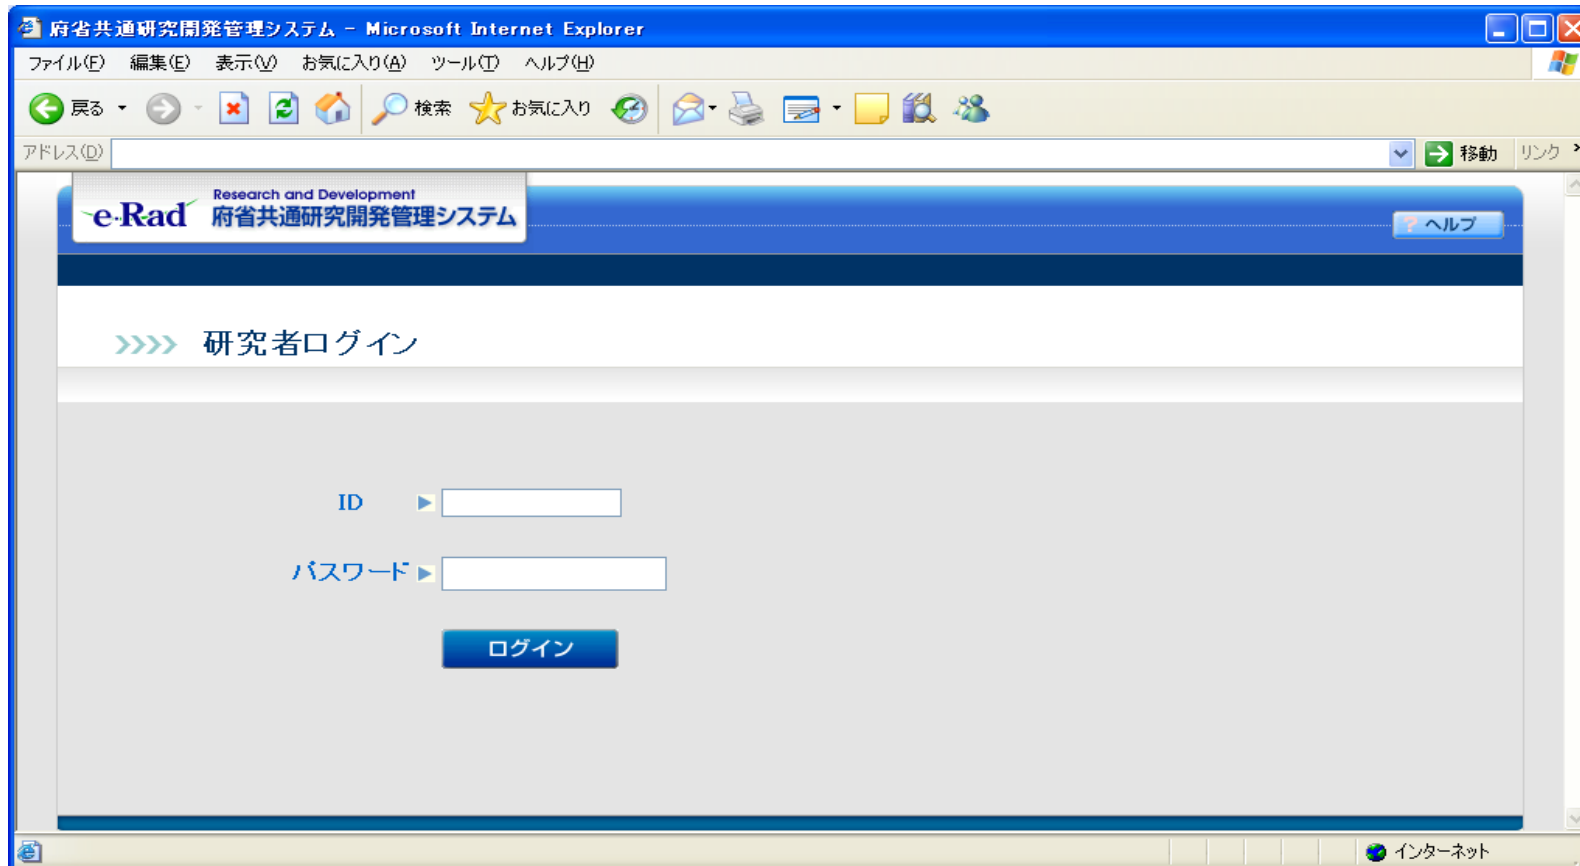 府省共通研究開発管理システム - Microsoft Internet Explorer
ファイル(F) 編集(E) 表示(V) お気に入り(A) ツール(T) ヘルプ(H)
戻る 検索 お気に入り
アドレス(D) 移動 リンク
Research and Development
e-Rad 府省共通研究開発管理システム
? ヘルプ
研究者ログイン
ID
パスワード
ログイン
インターネット